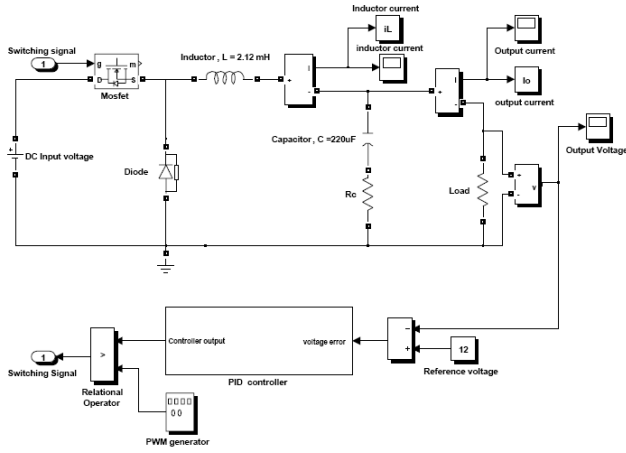 Inductor current
Switching signal
Inductor , L = 2.12 mH
iL
Output current
1
g
m
D
S
inductor current
Mosfet
+
I
-
+
I
-
Io
output current
Capacitor , C =220uF
Output Voltage
+
DC Input voltage
Diode
Rc
Load
+
-
v
Controller output
voltage error
−
+
1
>
12
Switching Signal
Reference voltage
Relational
Operator
PID controller
PWM generator